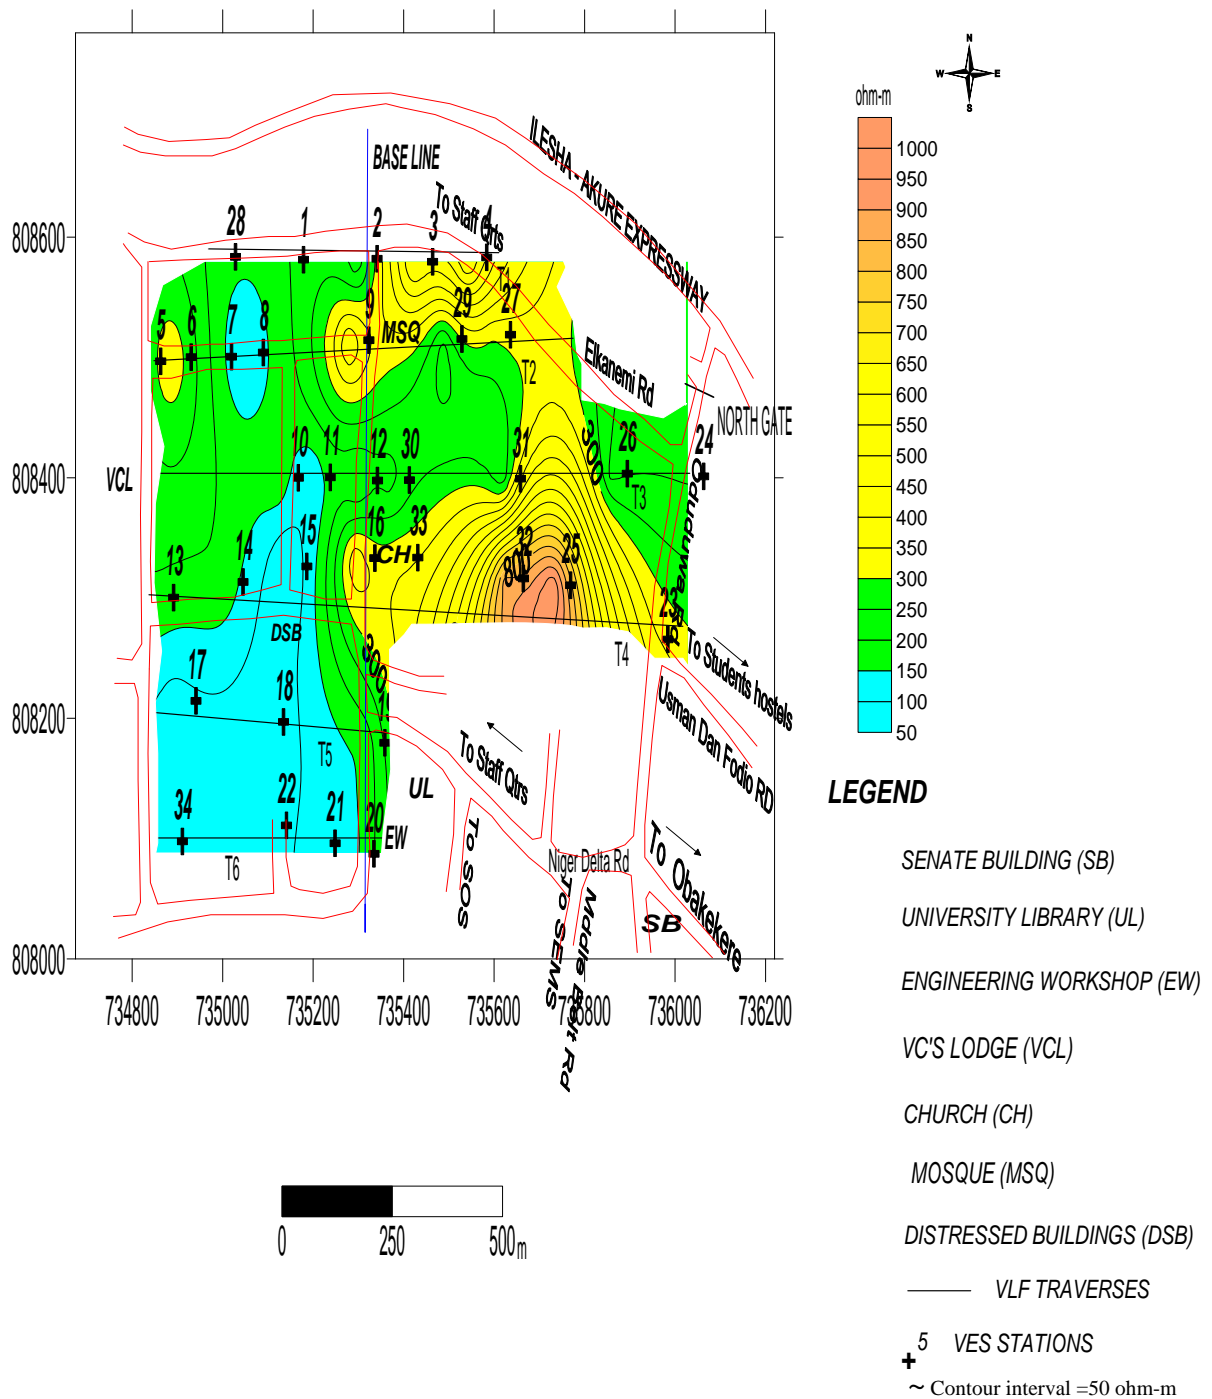 N
W E
S
ohm-m
1000
950
900
850
800
750
700
650
600
550
500
450
400
350
300
250
200
150
100
50
ILESHA - AKURE EXPRESSWAY
BASE LINE
To Staff Qrts
808600
28
1
2
3
4
T1
5
6
7
8
9
MSQ
29
27
T2
Elkanemi Rd
NORTH GATE
808400
VCL
10
11
12
30
31
300
26
24
T3
Oduduwa Rd
13
14
15
16
CH
33
32
800
25
23
DSB
300
T4
To Students hostels
Usman Dan Fodio RD
17
18
808200
T5
UL
To Staff Qtrs
34
22
21
20
EW
T6
To SOS
Niger Delta Rd
To SEMS
Maddle Belt Rd
SB
To Obakekere
808000
734800 735000 735200 735400 735600 735800 736000 736200
LEGEND
SENATE BUILDING (SB)
UNIVERSITY LIBRARY (UL)
ENGINEERING WORKSHOP (EW)
VC'S LODGE (VCL)
CHURCH (CH)
MOSQUE (MSQ)
DISTRESSED BUILDINGS (DSB)
VLF TRAVERSES
5 VES STATIONS
~ Contour interval =50 ohm-m
0 250 500m